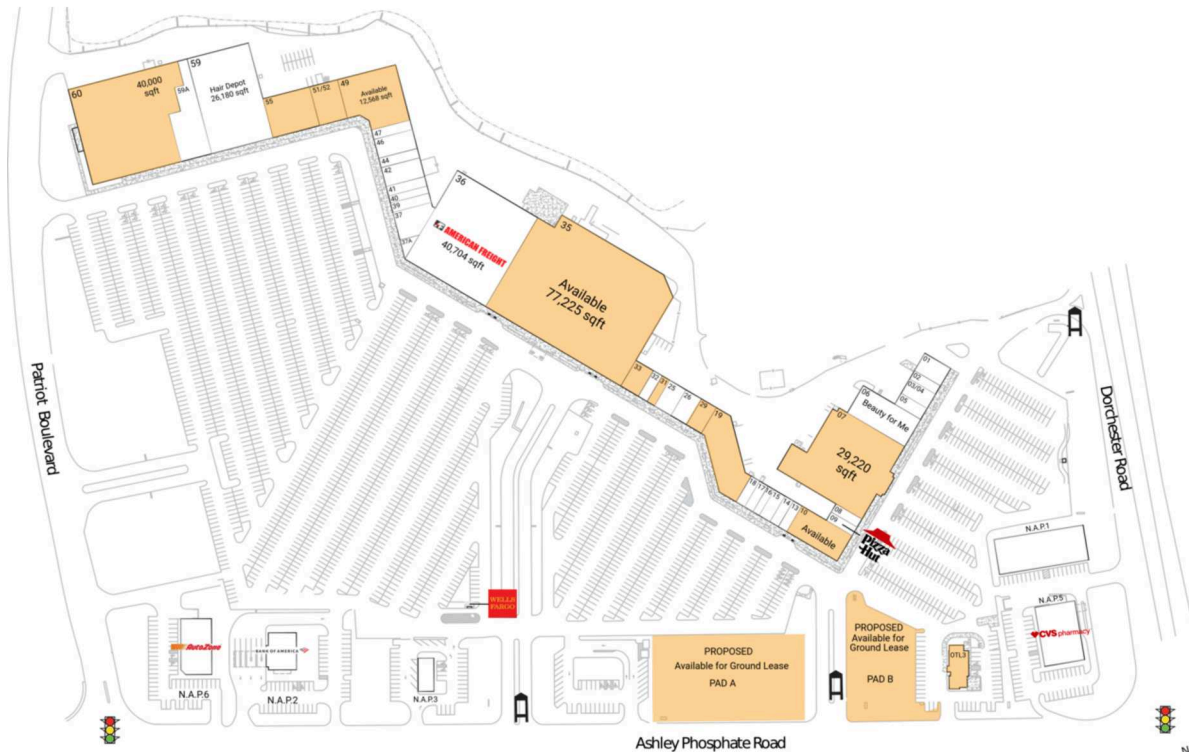 60
40,000
sqft
59A
59
Hair Depot
26,180 sqft
55
51/52
49
Available
12,568 sqft
47
46
44
42
41
40
39
37
37A
36
AMERICAN FREIGHT
40,704 sqft
35
Available
77,225 sqft
33
32
31
25
26
29
19
18
17
16
15
14
13
10
Available
09
08
07
29,220
sqft
06
Beauty for Me
05
03/04
02
01
Pizza
Hut
Patriot Boulevard
Dorchester Road
N.A.P.1
N.A.P.5
CVS pharmacy
WELLS
FARGO
AutoZone
N.A.P.6
BANK OF AMERICA
N.A.P.2
N.A.P.3
PROPOSED
Available for Ground Lease
PAD A
PROPOSED
Available for
Ground Lease
PAD B
OTL3
Ashley Phosphate Road